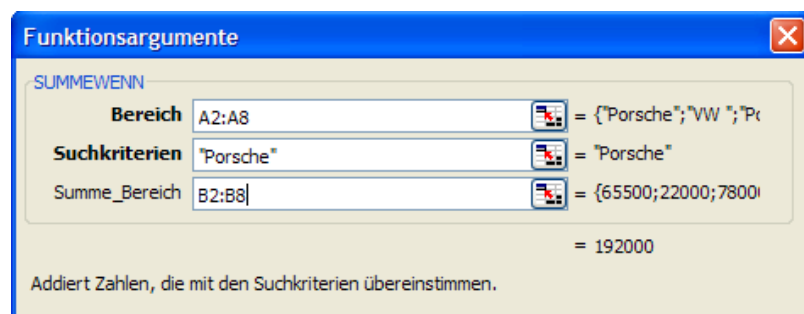 Funktionsargumente
SUMMEWENN
Bereich A2:A8 = {"Porsche";"VW ";"Po
Suchkriterien "Porsche" = "Porsche"
Summe_Bereich B2:B8 = {65500;22000;78000
= 192000
Addiert Zahlen, die mit den Suchkriterien übereinstimmen.